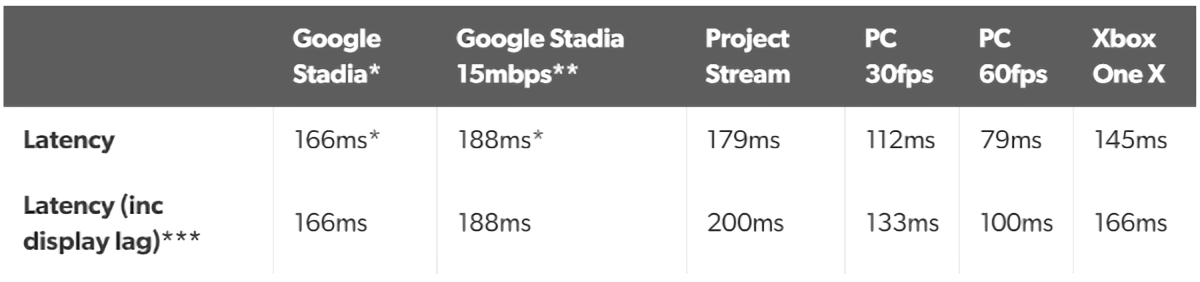 Google Stadia* Google Stadia 15mbps** Project Stream PC 30fps PC 60fps Xbox One X
Latency 166ms* 188ms* 179ms 112ms 79ms 145ms
Latency (inc display lag)*** 166ms 188ms 200ms 133ms 100ms 166ms